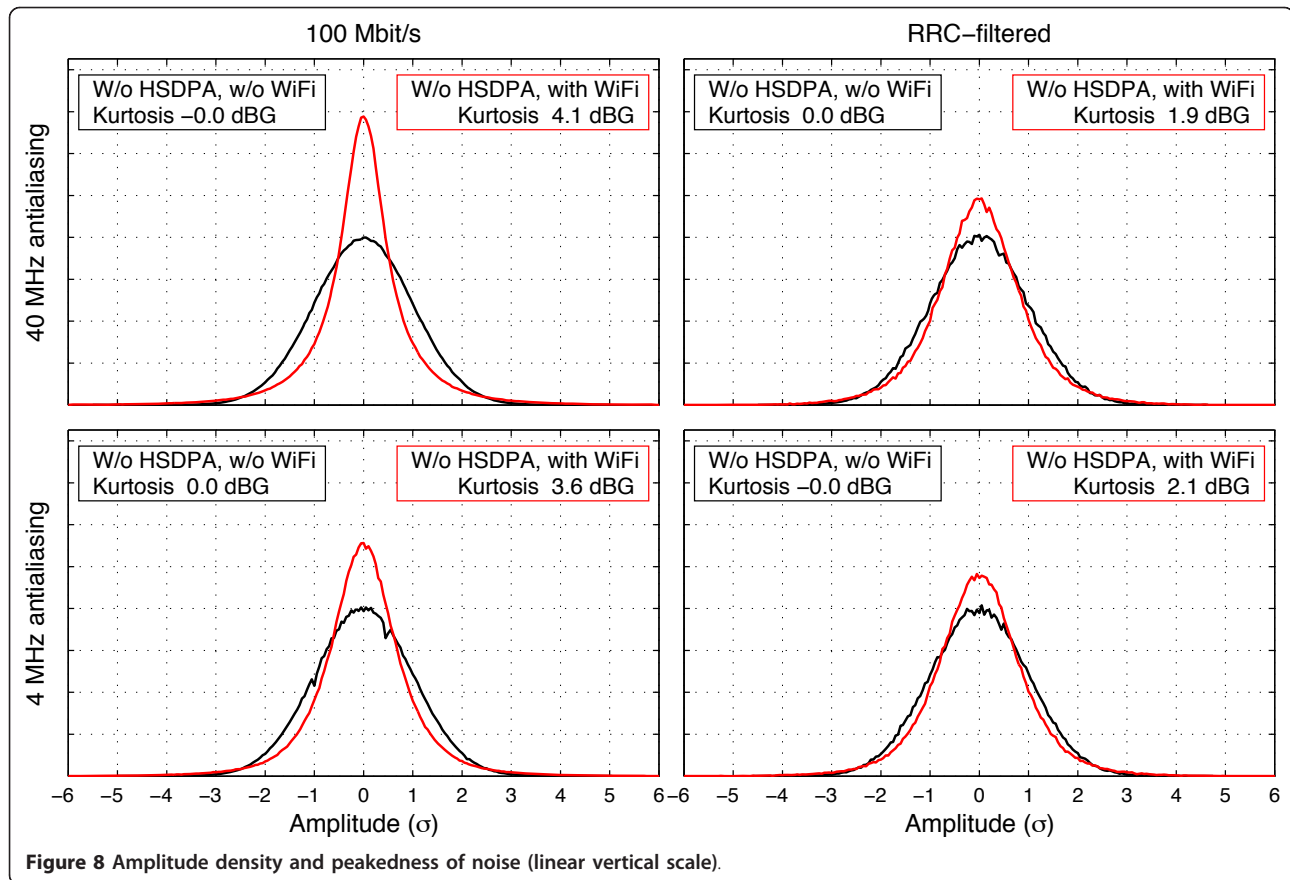 100 Mbit/s
RRC−filtered
40 MHz antialiasing
W/o HSDPA, w/o WiFi
Kurtosis −0.0 dBG
W/o HSDPA, with WiFi
Kurtosis 4.1 dBG
W/o HSDPA, w/o WiFi
Kurtosis 0.0 dBG
W/o HSDPA, with WiFi
Kurtosis 1.9 dBG
4 MHz antialiasing
W/o HSDPA, w/o WiFi
Kurtosis 0.0 dBG
W/o HSDPA, with WiFi
Kurtosis 3.6 dBG
W/o HSDPA, w/o WiFi
Kurtosis −0.0 dBG
W/o HSDPA, with WiFi
Kurtosis 2.1 dBG
−6 −5 −4 −3 −2 −1 0 1 2 3 4 5 6
−6 −5 −4 −3 −2 −1 0 1 2 3 4 5 6
Amplitude (σ)
Amplitude (σ)
Figure 8 Amplitude density and peakedness of noise (linear vertical scale).